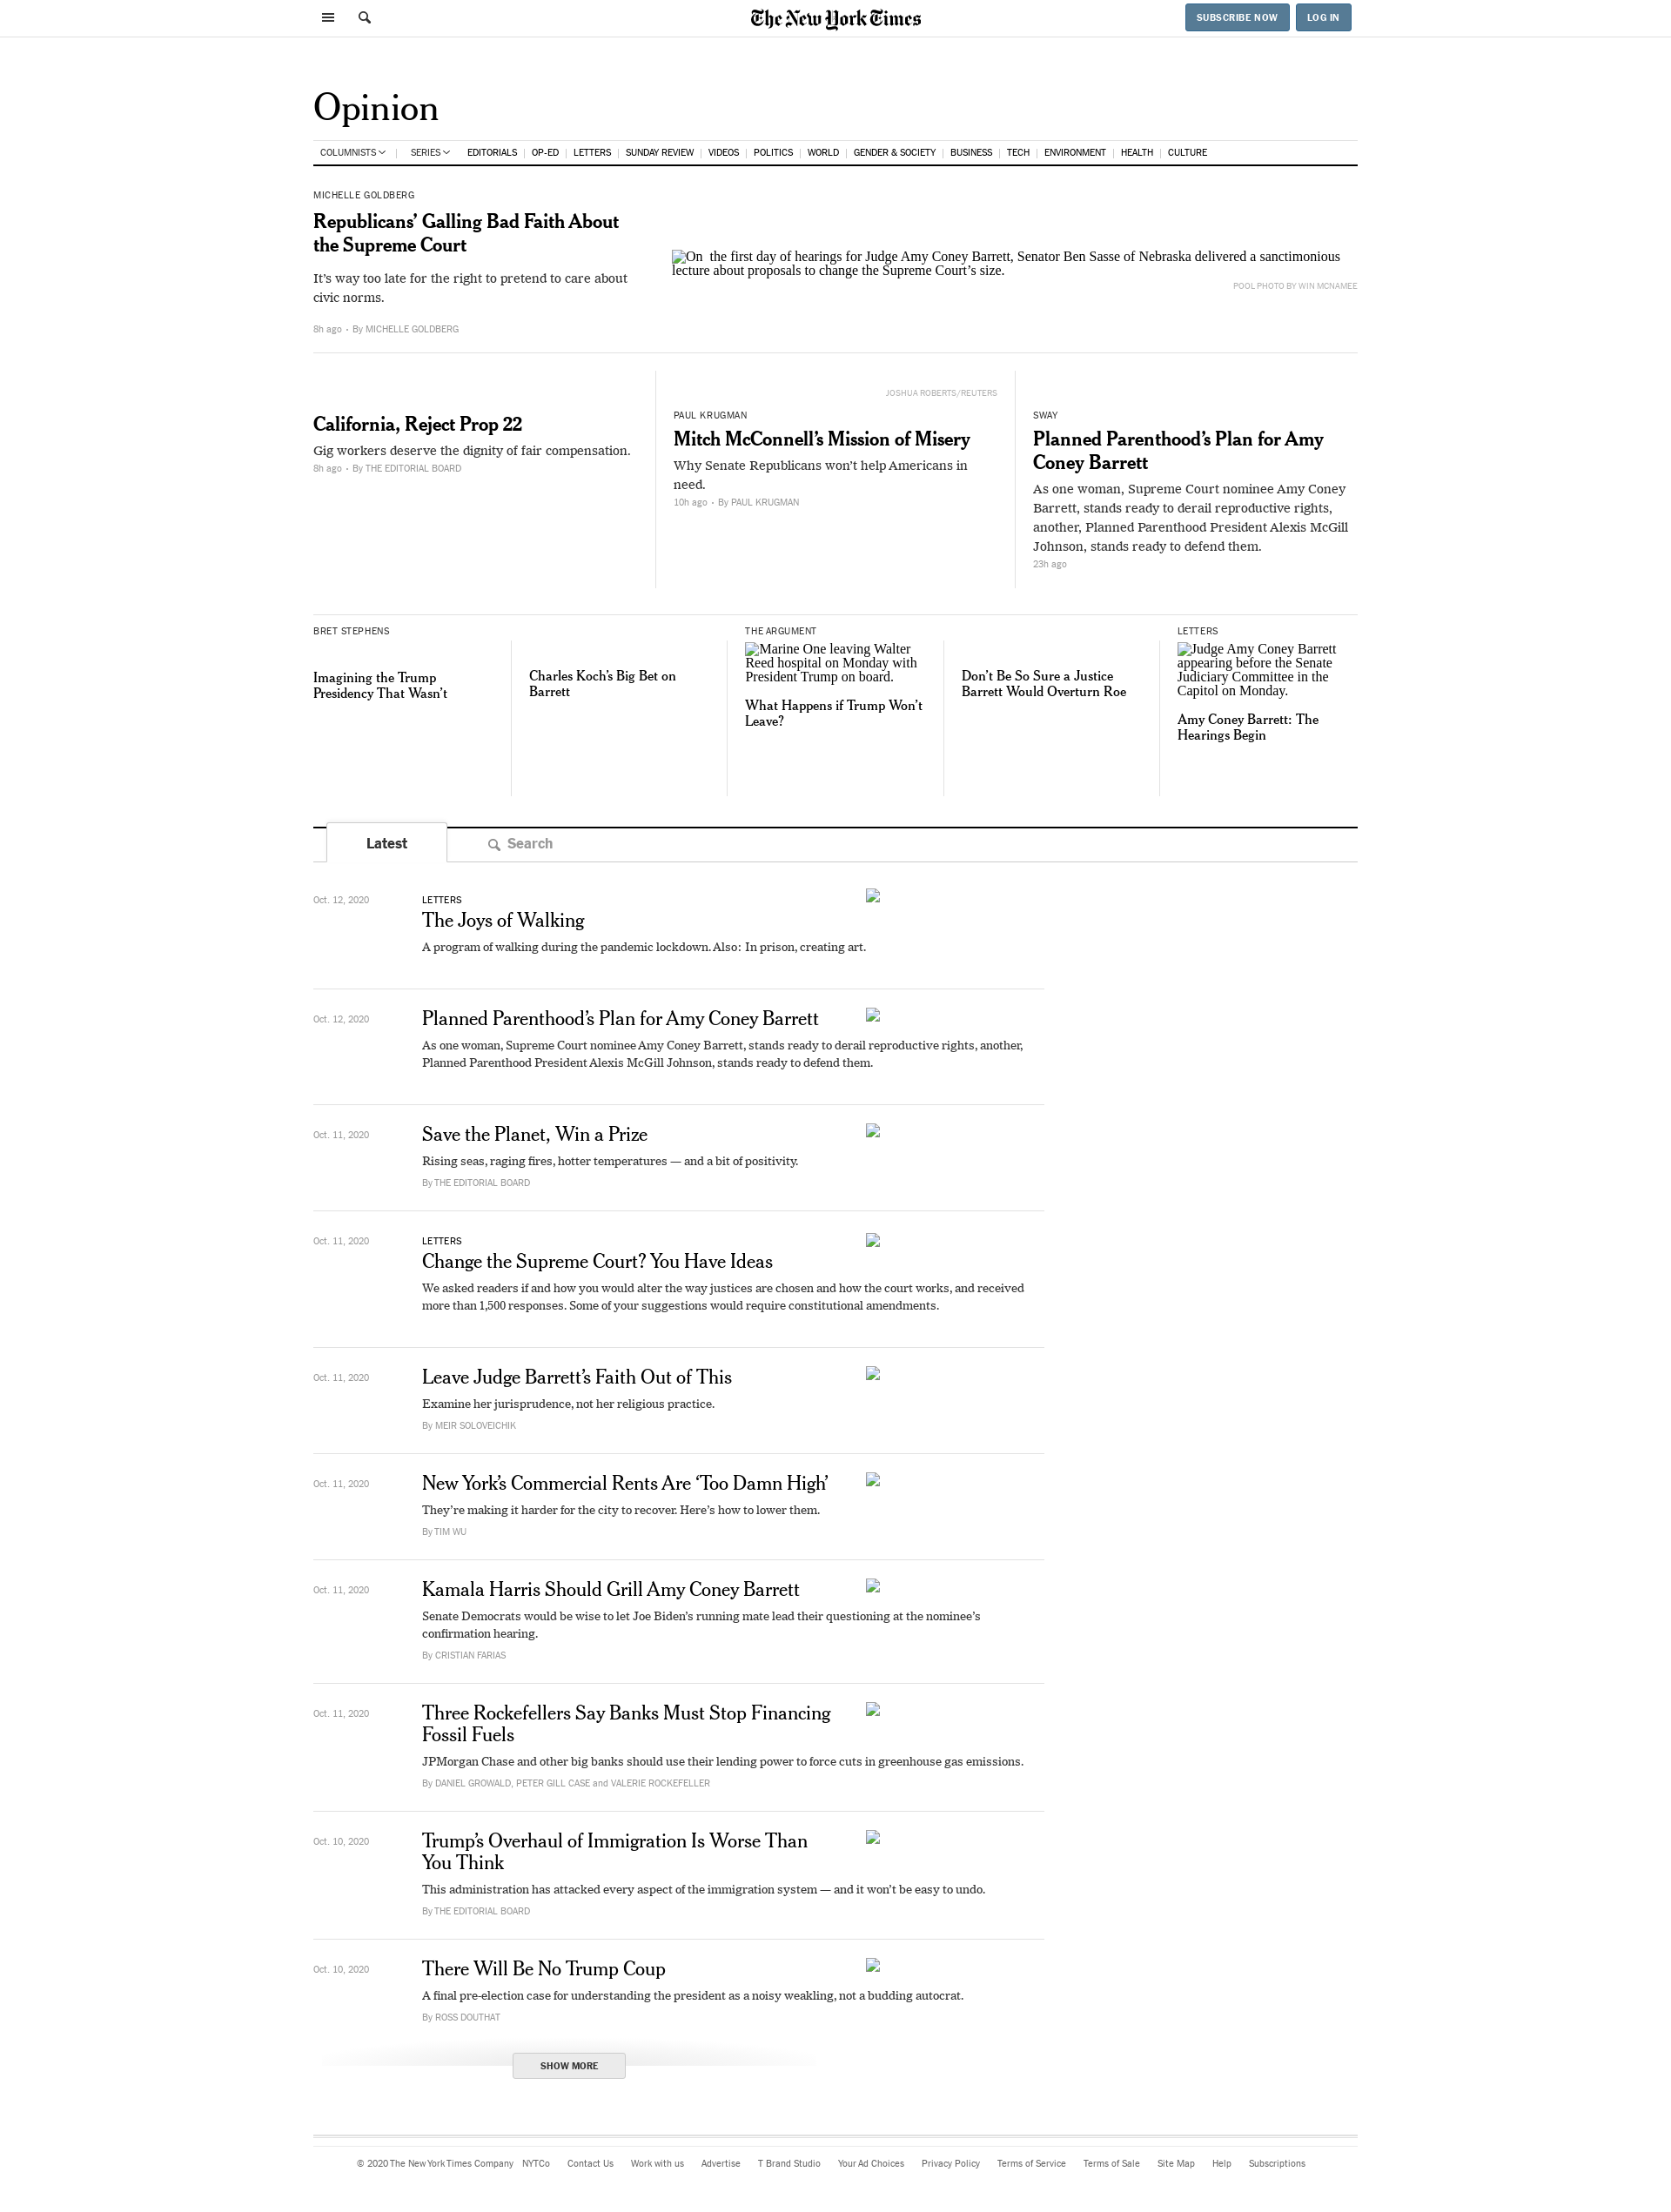 The New York Times
SUBSCRIBE NOW
LOG IN
Opinion
COLUMNISTS
SERIES
EDITORIALS
OP-ED
LETTERS
SUNDAY REVIEW
VIDEOS
POLITICS
WORLD
GENDER & SOCIETY
BUSINESS
TECH
ENVIRONMENT
HEALTH
CULTURE
MICHELLE GOLDBERG
Republicans’ Galling Bad Faith About
the Supreme Court
It’s way too late for the right to pretend to care about
civic norms.
8h ago • By MICHELLE GOLDBERG
On the first day of hearings for Judge Amy Coney Barrett, Senator Ben Sasse of Nebraska delivered a sanctimonious
lecture about proposals to change the Supreme Court’s size.
POOL PHOTO BY WIN MCNAMEE
California, Reject Prop 22
Gig workers deserve the dignity of fair compensation.
8h ago • By THE EDITORIAL BOARD
JOSHUA ROBERTS/REUTERS
PAUL KRUGMAN
Mitch McConnell’s Mission of Misery
Why Senate Republicans won’t help Americans in
need.
10h ago • By PAUL KRUGMAN
SWAY
Planned Parenthood’s Plan for Amy
Coney Barrett
As one woman, Supreme Court nominee Amy Coney
Barrett, stands ready to derail reproductive rights,
another, Planned Parenthood President Alexis McGill
Johnson, stands ready to defend them.
23h ago
BRET STEPHENS
Imagining the Trump
Presidency That Wasn’t
Charles Koch’s Big Bet on
Barrett
THE ARGUMENT
Marine One leaving Walter
Reed hospital on Monday with
President Trump on board.
What Happens if Trump Won’t
Leave?
Don’t Be So Sure a Justice
Barrett Would Overturn Roe
LETTERS
Judge Amy Coney Barrett
appearing before the Senate
Judiciary Committee in the
Capitol on Monday.
Amy Coney Barrett: The
Hearings Begin
Latest
Search
Oct. 12, 2020
LETTERS
The Joys of Walking
A program of walking during the pandemic lockdown. Also: In prison, creating art.
Oct. 12, 2020
Planned Parenthood’s Plan for Amy Coney Barrett
As one woman, Supreme Court nominee Amy Coney Barrett, stands ready to derail reproductive rights, another,
Planned Parenthood President Alexis McGill Johnson, stands ready to defend them.
Oct. 11, 2020
Save the Planet, Win a Prize
Rising seas, raging fires, hotter temperatures — and a bit of positivity.
By THE EDITORIAL BOARD
Oct. 11, 2020
LETTERS
Change the Supreme Court? You Have Ideas
We asked readers if and how you would alter the way justices are chosen and how the court works, and received
more than 1,500 responses. Some of your suggestions would require constitutional amendments.
Oct. 11, 2020
Leave Judge Barrett’s Faith Out of This
Examine her jurisprudence, not her religious practice.
By MEIR SOLOVEICHIK
Oct. 11, 2020
New York’s Commercial Rents Are ‘Too Damn High’
They’re making it harder for the city to recover. Here’s how to lower them.
By TIM WU
Oct. 11, 2020
Kamala Harris Should Grill Amy Coney Barrett
Senate Democrats would be wise to let Joe Biden’s running mate lead their questioning at the nominee’s
confirmation hearing.
By CRISTIAN FARIAS
Oct. 11, 2020
Three Rockefellers Say Banks Must Stop Financing
Fossil Fuels
JPMorgan Chase and other big banks should use their lending power to force cuts in greenhouse gas emissions.
By DANIEL GROWALD, PETER GILL CASE and VALERIE ROCKEFELLER
Oct. 10, 2020
Trump’s Overhaul of Immigration Is Worse Than
You Think
This administration has attacked every aspect of the immigration system — and it won’t be easy to undo.
By THE EDITORIAL BOARD
Oct. 10, 2020
There Will Be No Trump Coup
A final pre-election case for understanding the president as a noisy weakling, not a budding autocrat.
By ROSS DOUTHAT
SHOW MORE
© 2020 The New York Times Company
NYTCo
Contact Us
Work with us
Advertise
T Brand Studio
Your Ad Choices
Privacy Policy
Terms of Service
Terms of Sale
Site Map
Help
Subscriptions